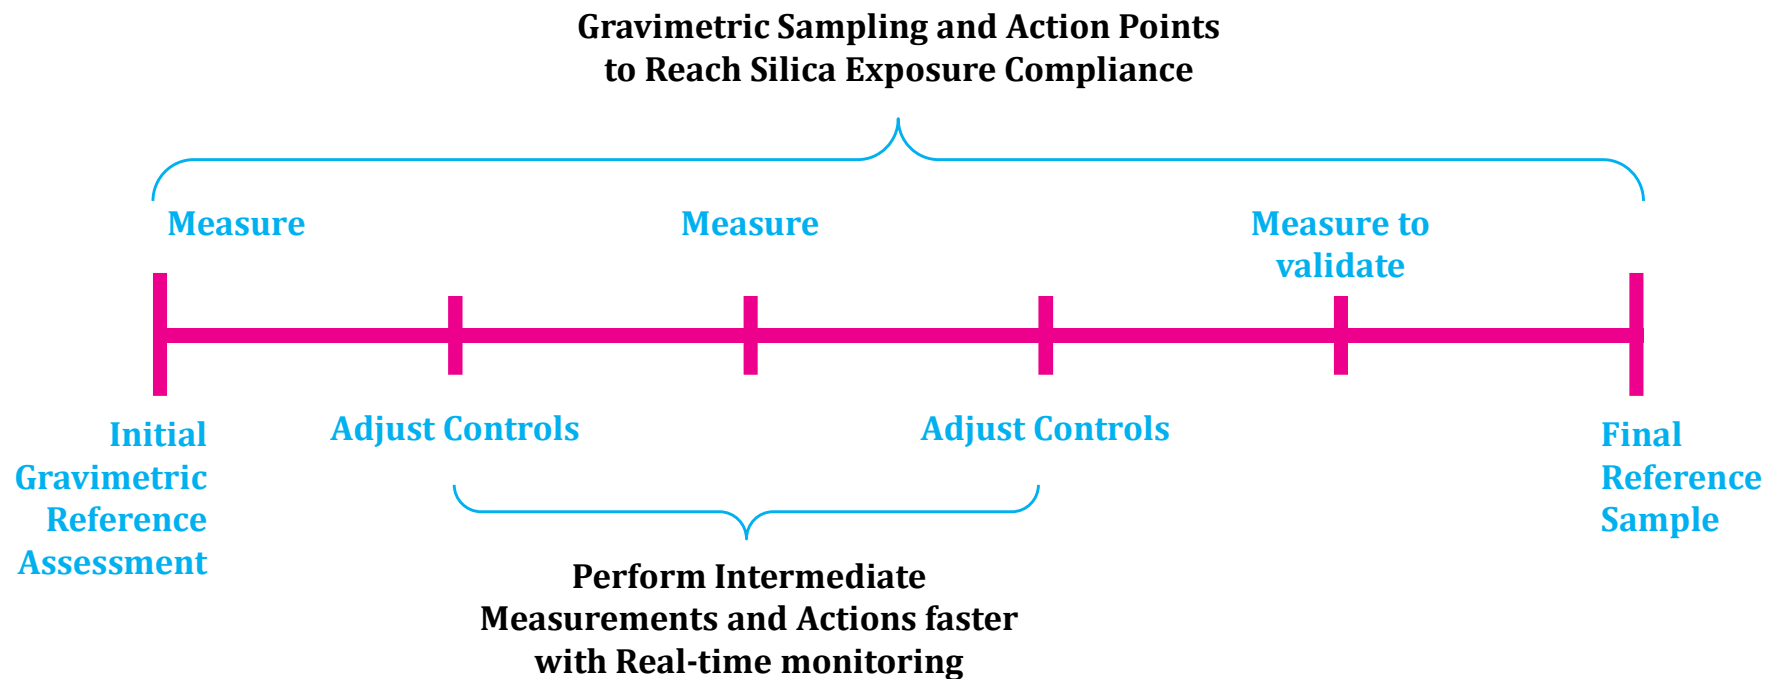 Gravimetric Sampling and Action Points
to Reach Silica Exposure Compliance
Measure
Measure
Measure to
validate
Initial
Gravimetric
Reference
Assessment
Adjust Controls
Adjust Controls
Final
Reference
Sample
Perform Intermediate
Measurements and Actions faster
with Real-time monitoring